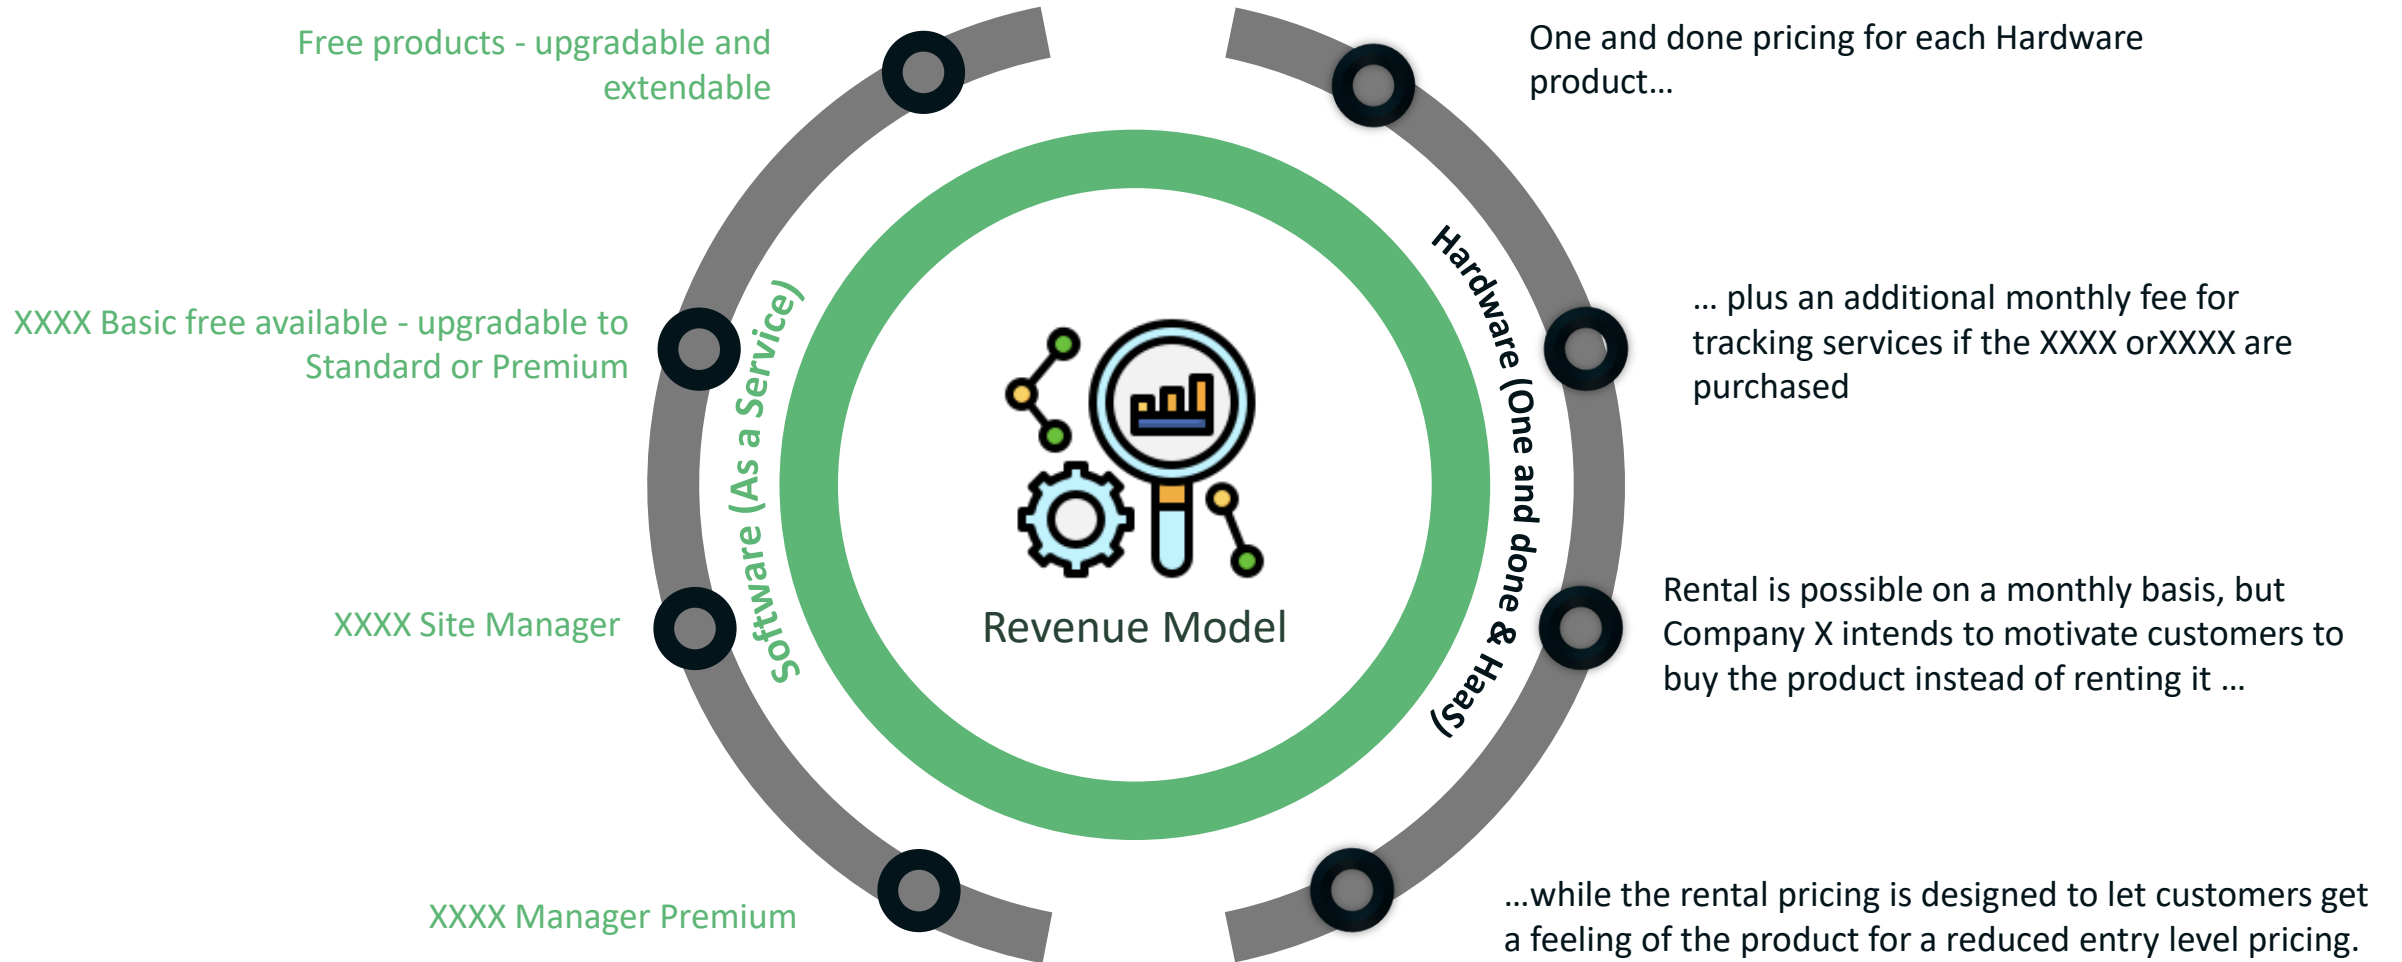 Free products - upgradable and
extendable
XXXX Basic free available - upgradable to
Standard or Premium
XXXX Site Manager
XXXX Manager Premium
Software (As a Service)
Revenue Model
Hardware (One and done & HaaS)
One and done pricing for each Hardware
product…
… plus an additional monthly fee for
tracking services if the XXXX orXXXX are
purchased
Rental is possible on a monthly basis, but
Company X intends to motivate customers to
buy the product instead of renting it …
…while the rental pricing is designed to let customers get
a feeling of the product for a reduced entry level pricing.